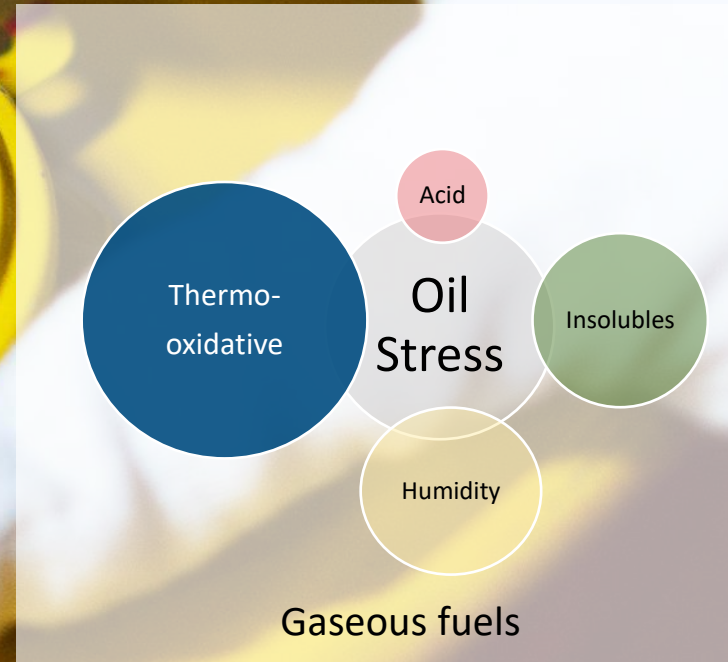 Acid
Thermo-
oxidative
Oil
Stress
Insolubles
Humidity
Gaseous fuels